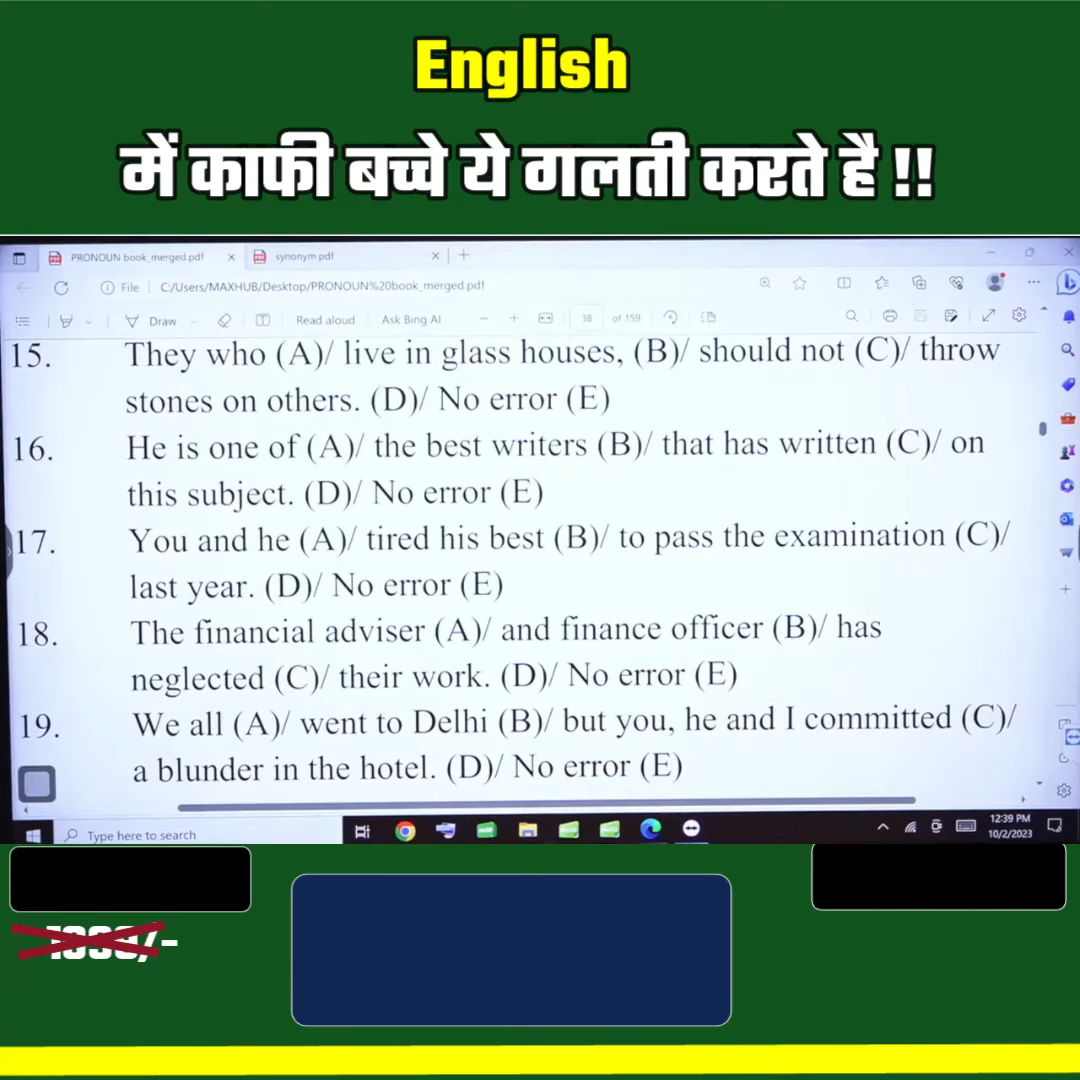 English
में काफी बच्चे ये गलती करते है !!
PRONOUN book_merged.pdf
synonym.pdf
File
C:/Users/MAXHUB/Desktop/PRONOUN%20book_merged.pdf
Draw
Read aloud
Ask Bing AI
38
of 159
15. They who (A)/ live in glass houses, (B)/ should not (C)/ throw
stones on others. (D)/ No error (E)
16. He is one of (A)/ the best writers (B)/ that has written (C)/ on
this subject. (D)/ No error (E)
17. You and he (A)/ tired his best (B)/ to pass the examination (C)/
last year. (D)/ No error (E)
18. The financial adviser (A)/ and finance officer (B)/ has
neglected (C)/ their work. (D)/ No error (E)
19. We all (A)/ went to Delhi (B)/ but you, he and I committed (C)/
a blunder in the hotel. (D)/ No error (E)
Type here to search
12:39 PM
10/2/2023